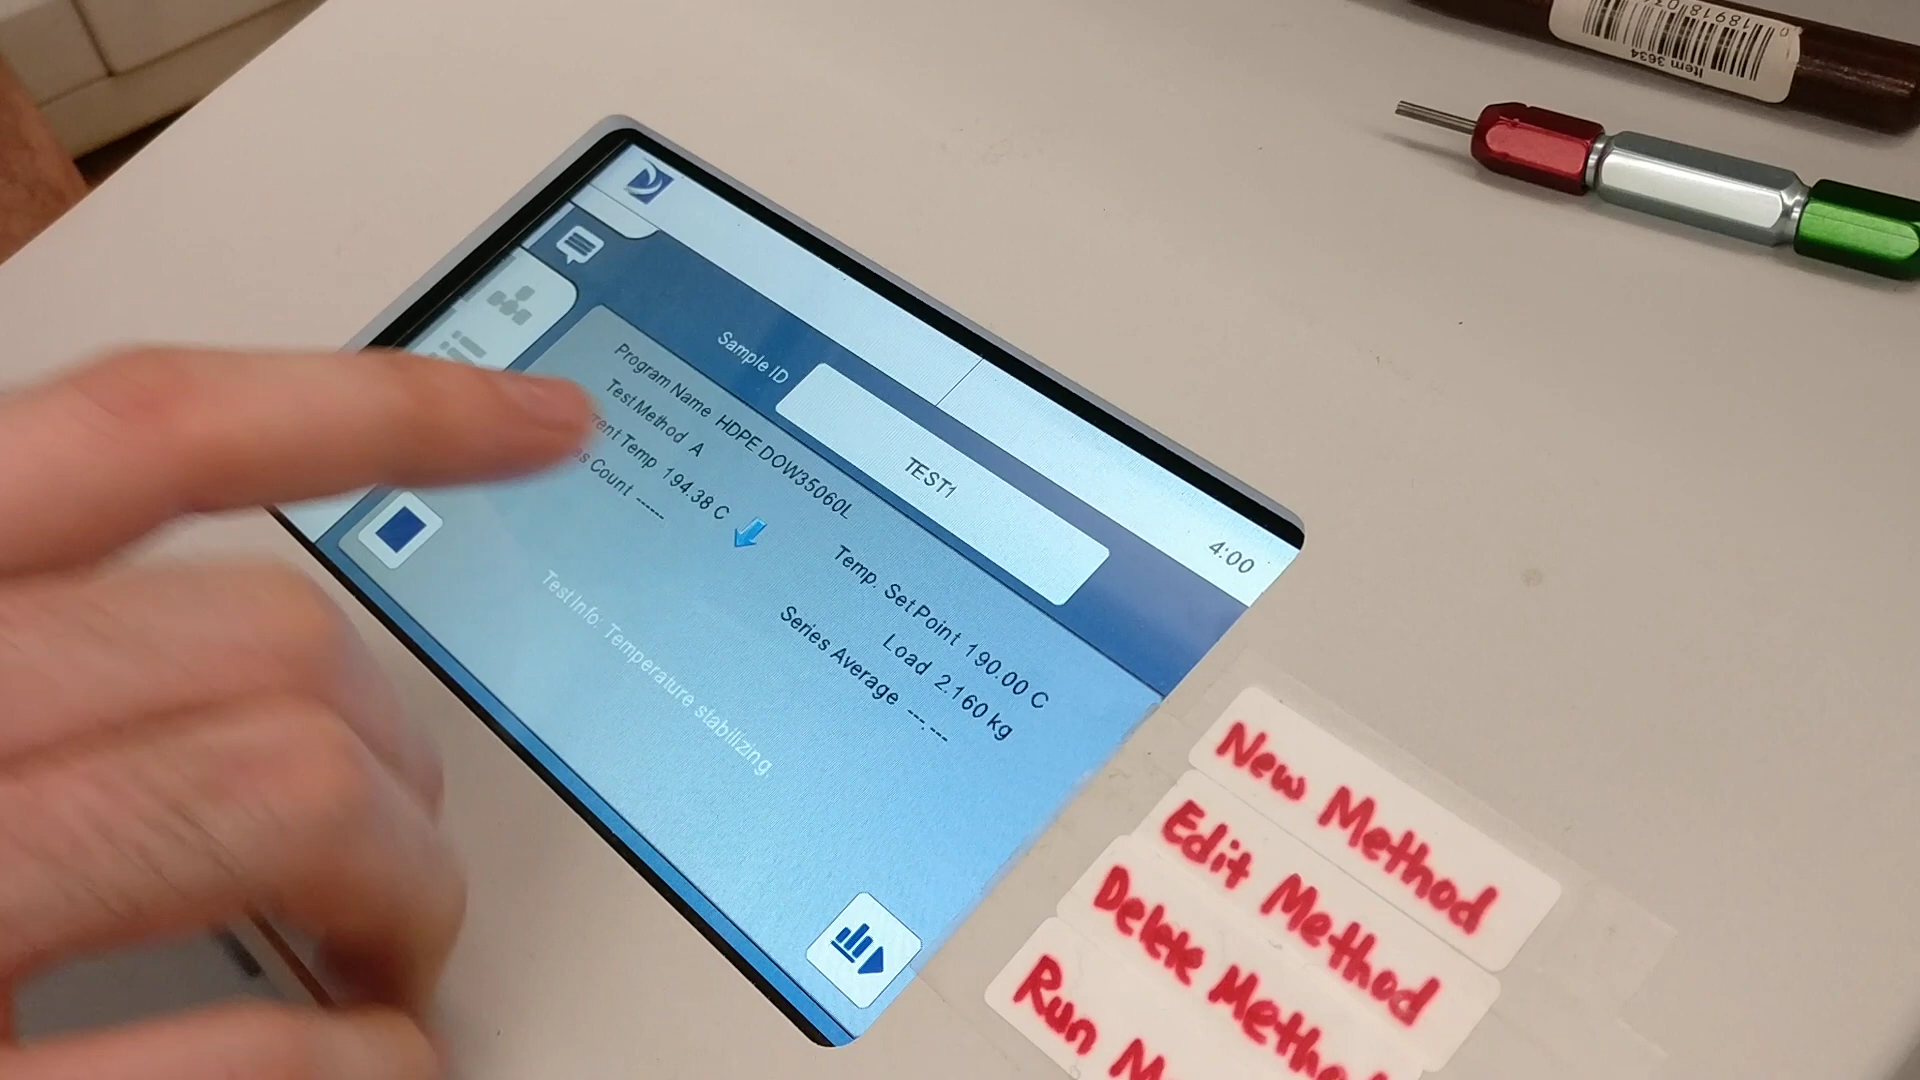 4:00
Sample ID TEST1
Program Name HDPE DOW35060L
Test Method A
Temp. Set Point 190.00 C
rent Temp 194.38 C
Load 2.160 kg
s Count -----
Series Average ---.---
Test Info: Temperature stabilizing.
New Method
Edit Method
Delete Metho
Run M
Item 3634